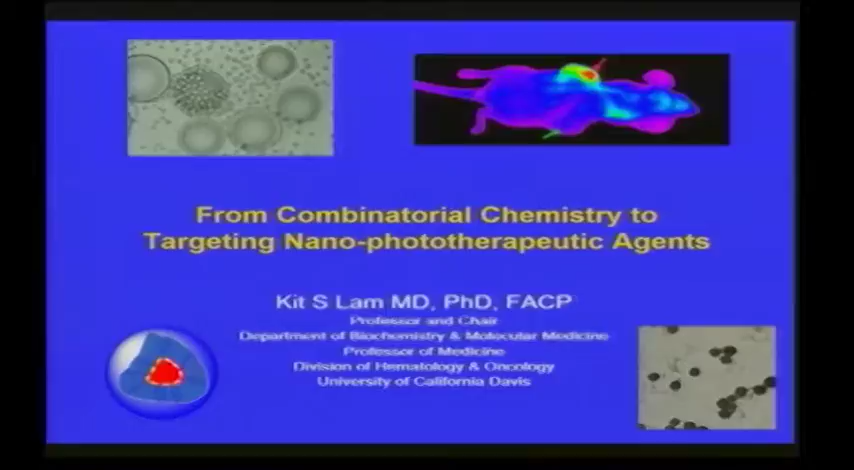 From Combinatorial Chemistry to
Targeting Nano-phototherapeutic Agents
Kit S Lam MD, PhD, FACP
Professor and Chair
Department of Biochemistry & Molecular Medicine
Professor of Medicine
Division of Hematology & Oncology
University of California Davis